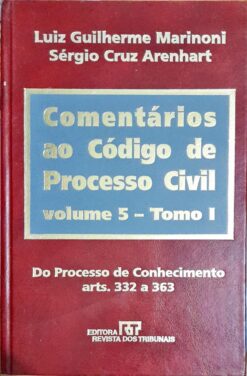 Luiz Guilherme Marinoni
Sérgio Cruz Arenhart
Comentários
ao Código de
Processo Civil
volume 5 – Tomo I
Do Processo de Conhecimento
arts. 332 a 363
EDITORA RT
REVISTA DOS TRIBUNAIS